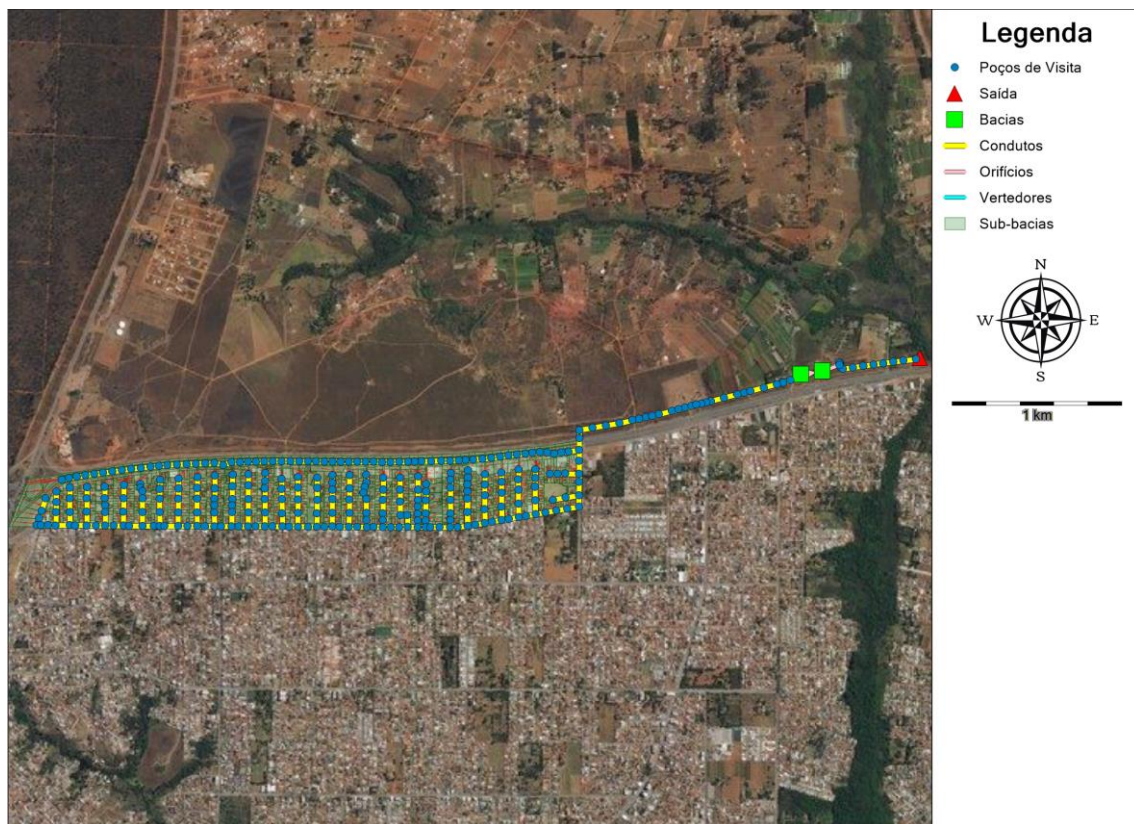 Legenda
Poços de Visita
Saída
Bacias
Condutos
Orifícios
Vertedores
Sub-bacias
N
W E
S
1 km